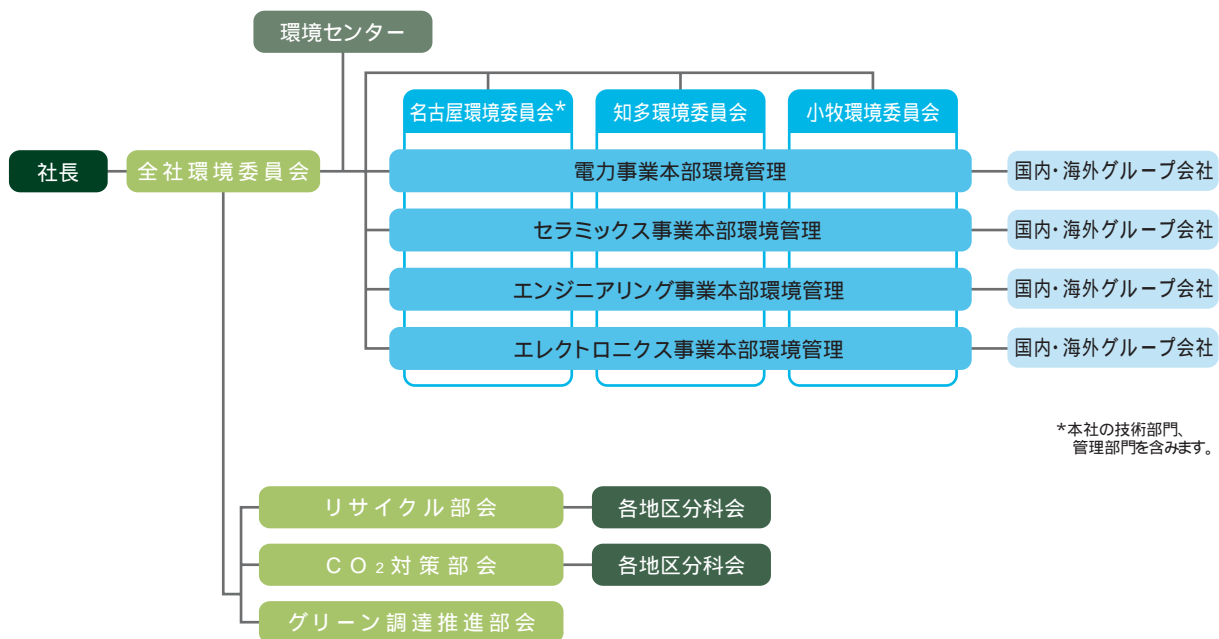 環境センター
名古屋環境委員会*
知多環境委員会
小牧環境委員会
社長
全社環境委員会
電力事業本部環境管理
国内・海外グループ会社
セラミックス事業本部環境管理
国内・海外グループ会社
エンジニアリング事業本部環境管理
国内・海外グループ会社
エレクトロニクス事業本部環境管理
国内・海外グループ会社
*本社の技術部門、
管理部門を含みます。
リサイクル部会
各地区分科会
CO₂対策部会
各地区分科会
グリーン調達推進部会